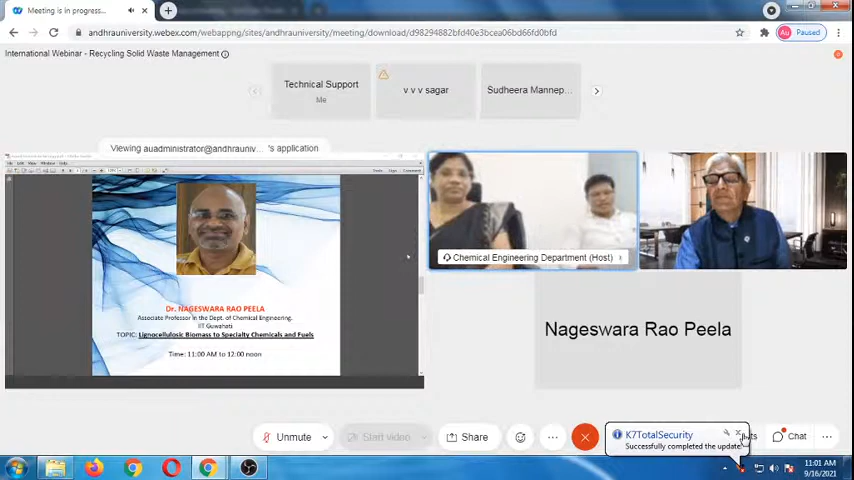 Meeting is in progress...
andhrauniversity.webex.com/webappng/sites/andhrauniversity/meeting/download/d98294882bfd40e3bcea06bd66fd0bfd
Au
Paused
International Webinar - Recycling Solid Waste Management
Technical Support
Me
v v v sagar
Sudheera Mannep...
Viewing auadministrator@andhrauniv...'s application
Dr. NAGESWARA RAO PEELA
Associate Professor in the Dept. of Chemical Engineering.
IIT Guwahati
TOPIC: Lignocellulosic Biomass to Specialty Chemicals and Fuels
Time: 11:00 AM to 12:00 noon
Chemical Engineering Department (Host)
Nageswara Rao Peela
Unmute
Start video
Share
K7TotalSecurity
Successfully completed the update
Chat
11:01 AM
9/16/2021